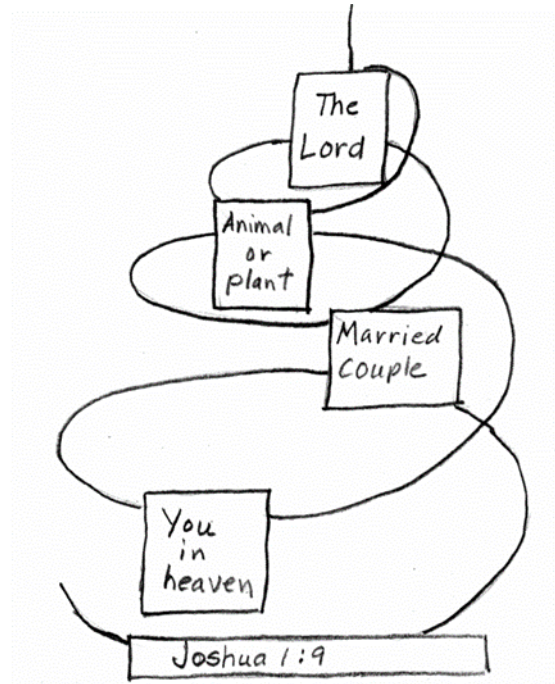 The
Lord
Animal
or
plant
Married
Couple
You
in
heaven
Joshua 1:9